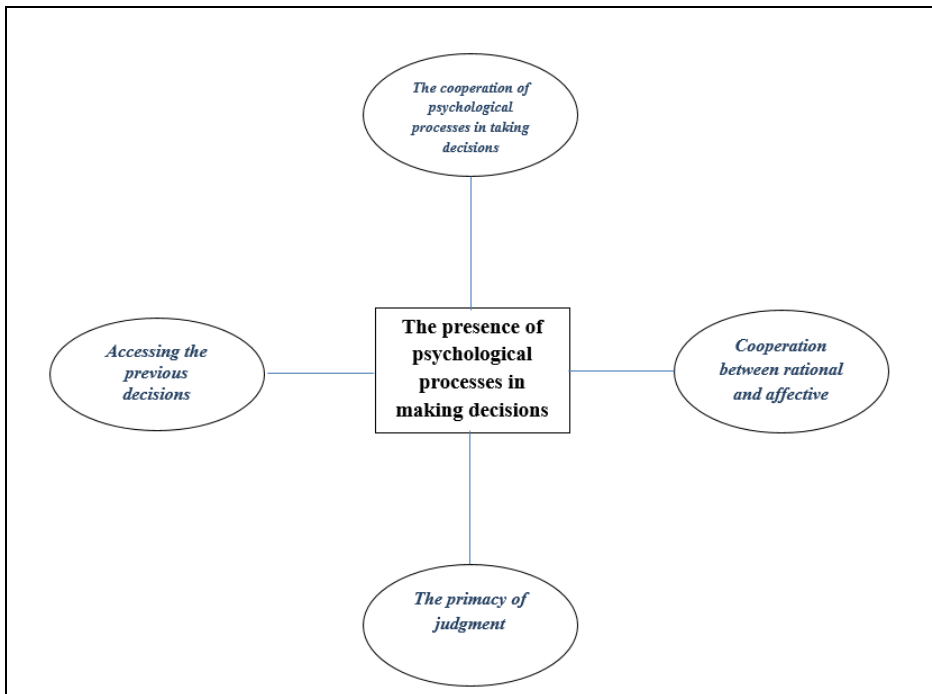 The cooperation of
psychological
processes in taking
decisions
The presence of
psychological
processes in
making decisions
Accessing the
previous
decisions
Cooperation
between rational
and affective
The primacy of
judgment